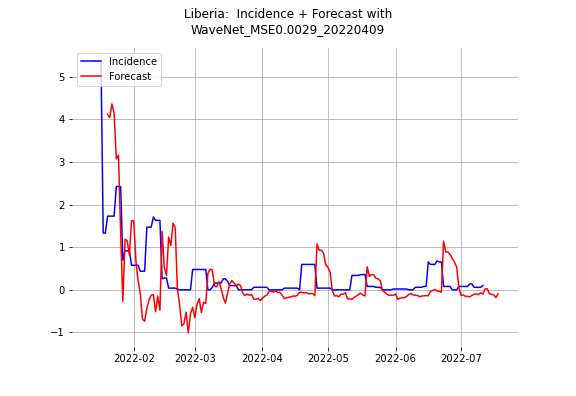 Liberia: Incidence + Forecast with
WaveNet_MSE0.0029_20220409
Incidence
Forecast
5
4
3
2
1
0
−1
2022-02 2022-03 2022-04 2022-05 2022-06 2022-07